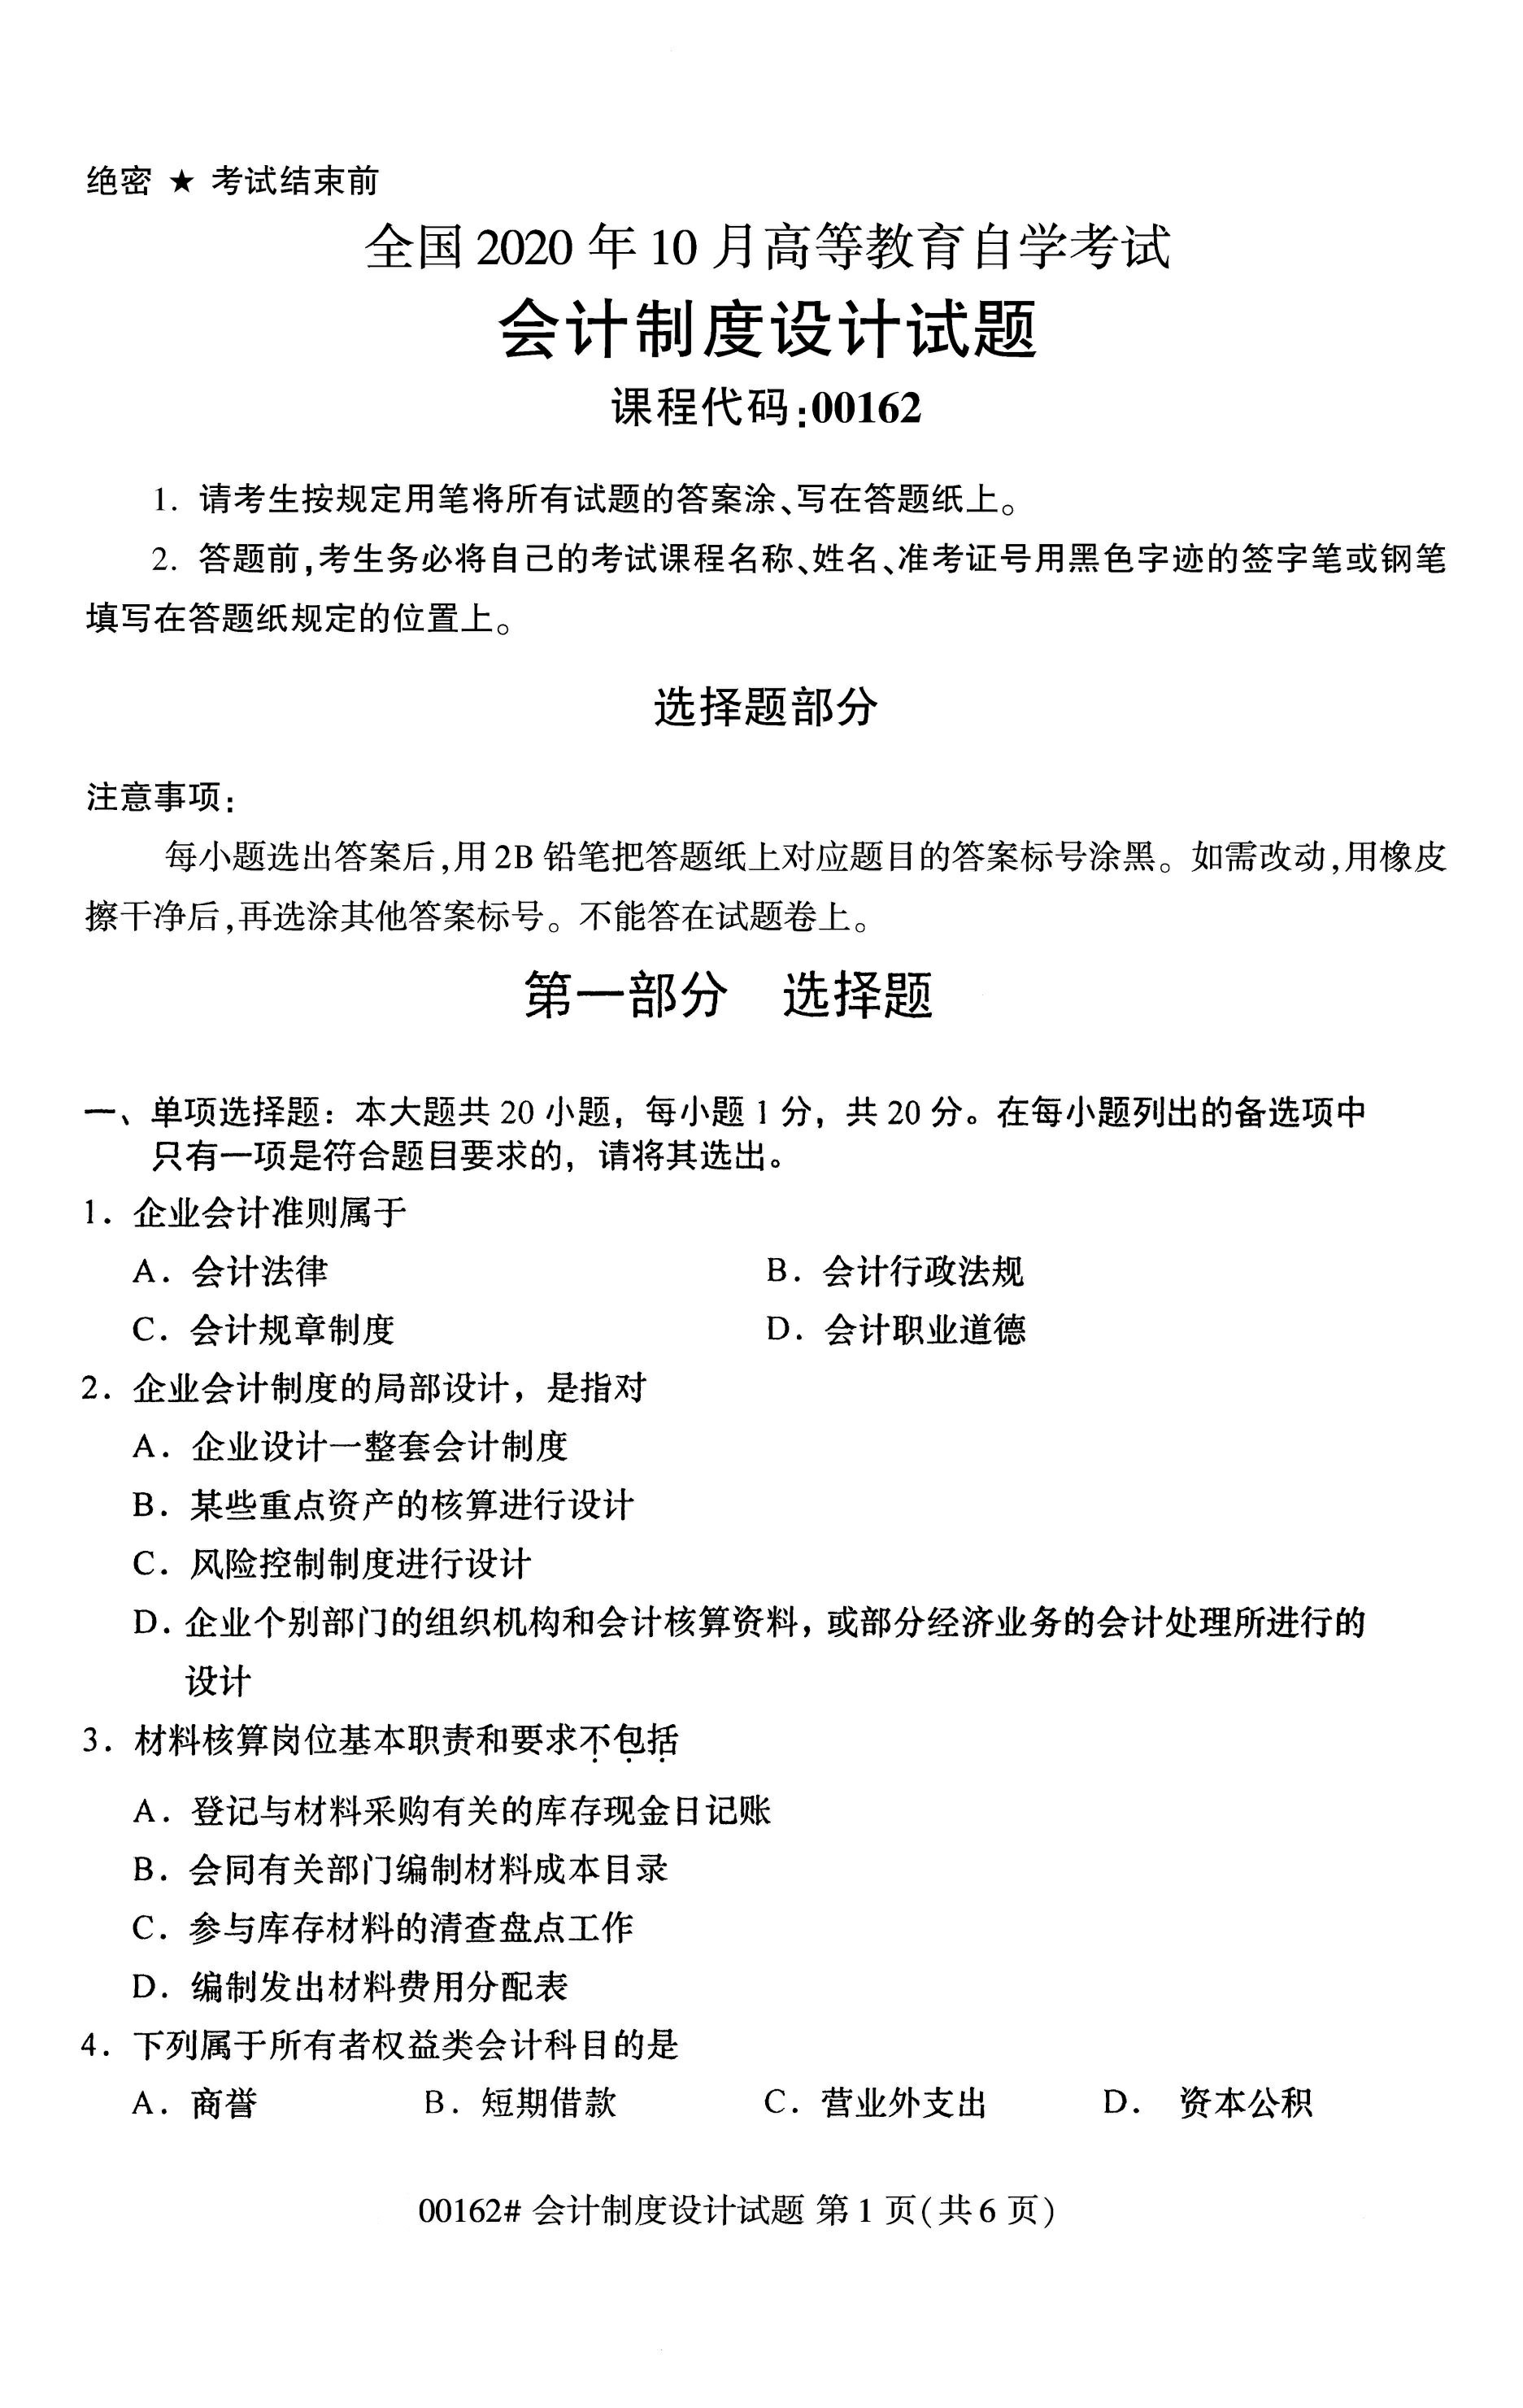 绝密 ★ 考试结束前
全国 2020 年 10 月高等教育自学考试
会计制度设计试题
课程代码:00162
1. 请考生按规定用笔将所有试题的答案涂、写在答题纸上。
2. 答题前,考生务必将自己的考试课程名称、姓名、准考证号用黑色字迹的签字笔或钢笔
填写在答题纸规定的位置上。
选择题部分
注意事项:
每小题选出答案后,用 2B 铅笔把答题纸上对应题目的答案标号涂黑。如需改动,用橡皮
擦干净后,再选涂其他答案标号。不能答在试题卷上。
第一部分 选择题
一、单项选择题：本大题共 20 小题，每小题 1 分，共 20 分。在每小题列出的备选项中
只有一项是符合题目要求的，请将其选出。
1. 企业会计准则属于
A. 会计法律 B. 会计行政法规
C. 会计规章制度 D. 会计职业道德
2. 企业会计制度的局部设计，是指对
A. 企业设计一整套会计制度
B. 某些重点资产的核算进行设计
C. 风险控制制度进行设计
D. 企业个别部门的组织机构和会计核算资料，或部分经济业务的会计处理所进行的
设计
3. 材料核算岗位基本职责和要求不包括
A. 登记与材料采购有关的库存现金日记账
B. 会同有关部门编制材料成本目录
C. 参与库存材料的清查盘点工作
D. 编制发出材料费用分配表
4. 下列属于所有者权益类会计科目的是
A. 商誉 B. 短期借款 C. 营业外支出 D. 资本公积
00162# 会计制度设计试题 第 1 页(共 6 页)